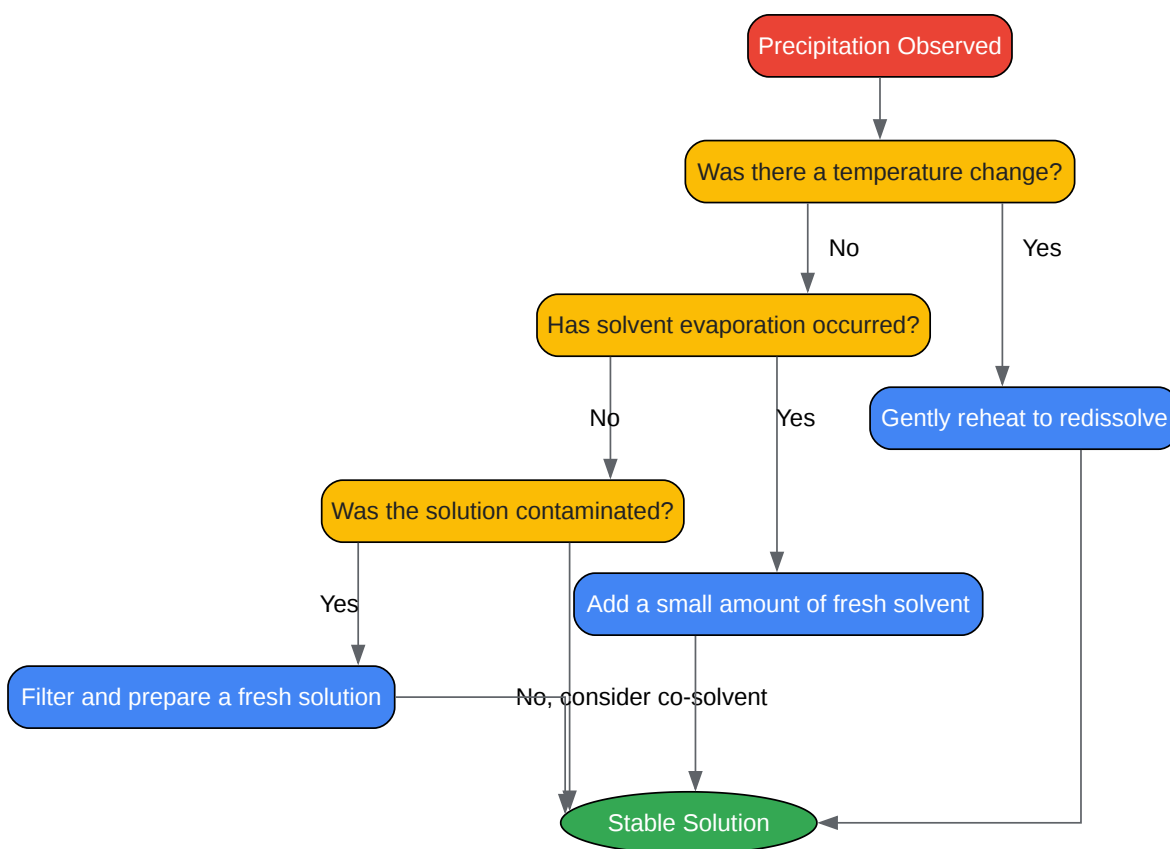 Precipitation Observed
Was there a temperature change?
No
Yes
Has solvent evaporation occurred?
No
Yes
Gently reheat to redissolve
Was the solution contaminated?
Yes
Add a small amount of fresh solvent
Filter and prepare a fresh solution
No, consider co-solvent
Stable Solution